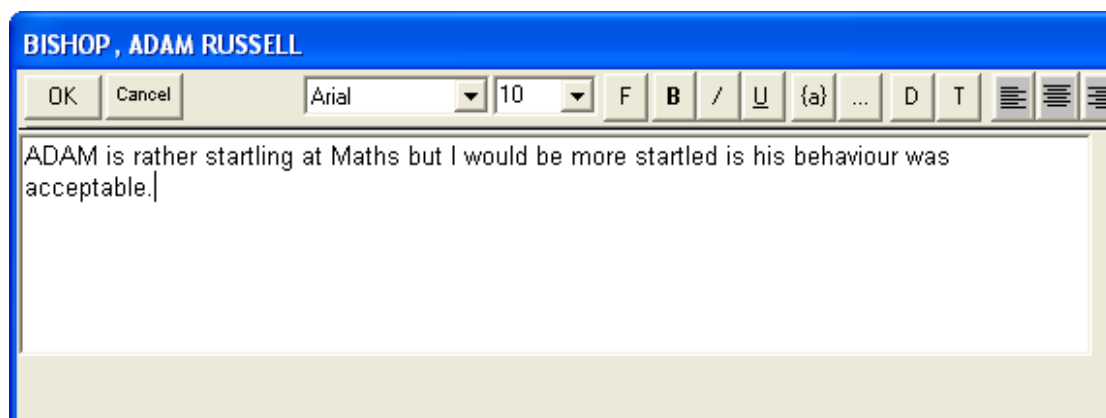 BISHOP , ADAM RUSSELL
OK Cancel Arial 10 F B / U {a} ... D T
ADAM is rather startling at Maths but I would be more startled is his behaviour was
acceptable.